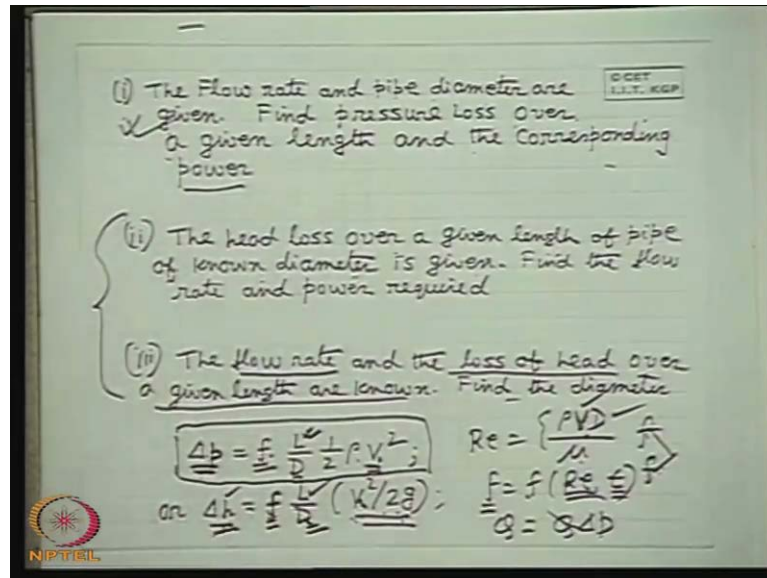 (i) The Flow rate and pipe diameter are
given. Find pressure Loss over
a given length and the Corresponding
power
© CET
I.I.T. KGP
(ii) The head loss over a given length of pipe
of known diameter is given. Find the flow
rate and power required
(iii) The flow rate and the loss of head over
a given length are known. Find the diameter
Δp = f L/D 1/2 ρ V²;
or Δh = f L/D (V²/2g);
Re = ρVD/μ
f = f (Re, ε
Q = QΔp
NPTEL